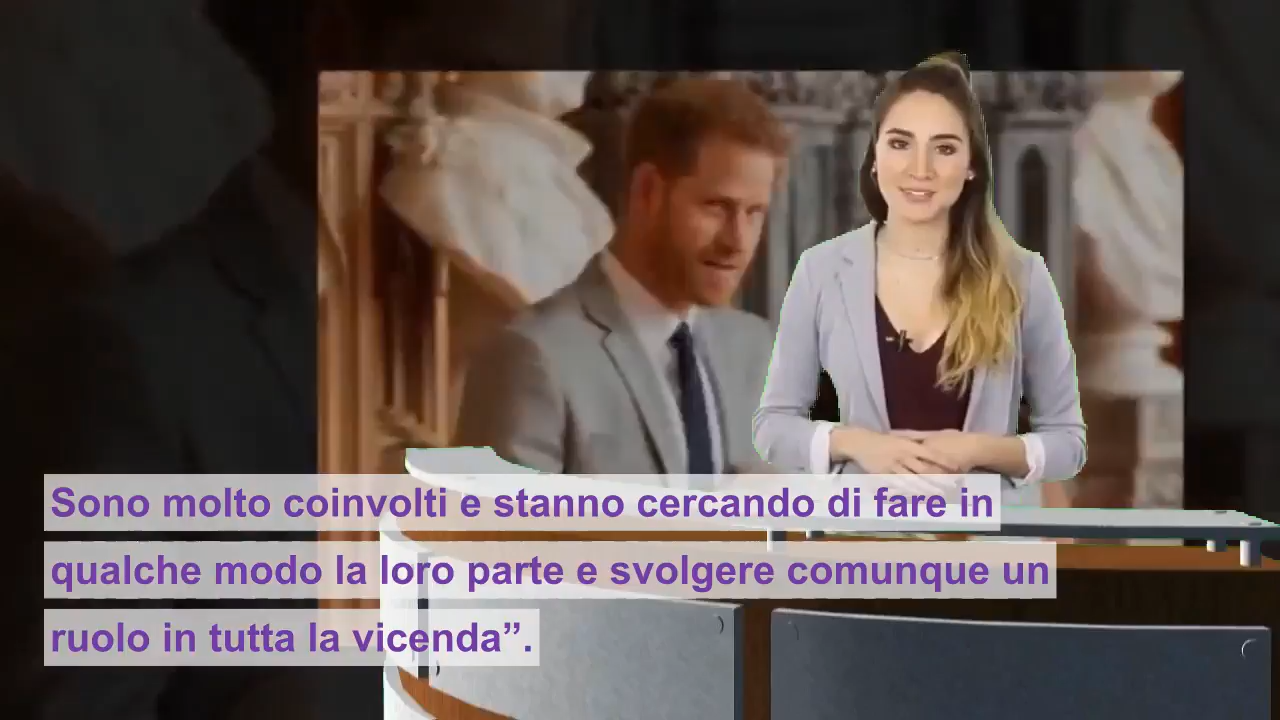 Sono molto coinvolti e stanno cercando di fare in
qualche modo la loro parte e svolgere comunque un
ruolo in tutta la vicenda”.